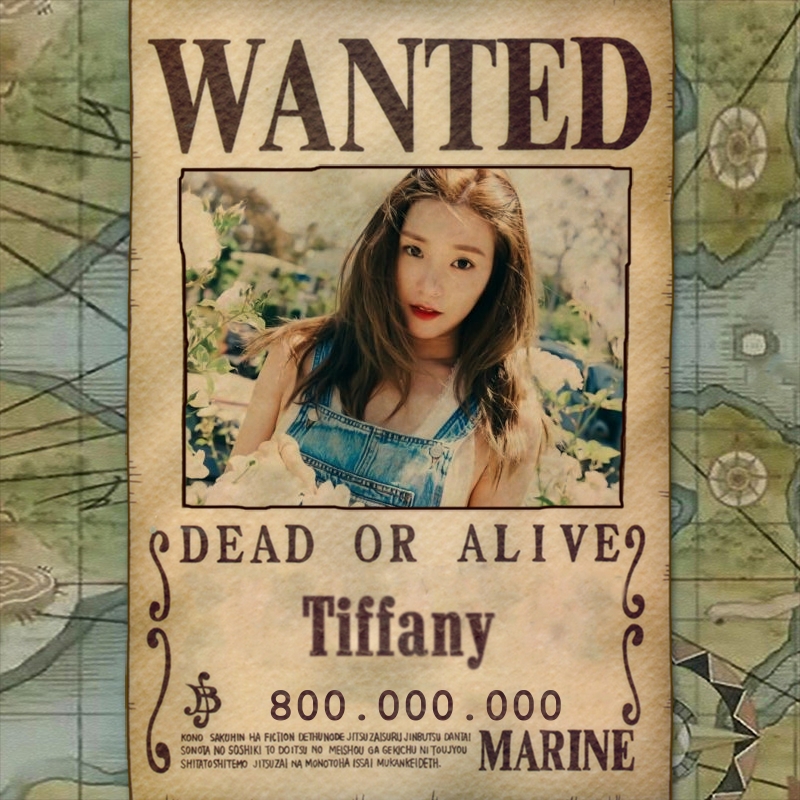 WANTED
DEAD OR ALIVE
Tiffany
800.000.000
KONO SAKUHIN HA FICTION DETHUNODE JITSUZAISURU JINBUTSU DANTAI
SONOTA NO SOSHIKI TO DOITSU NO MEISHOU GA GEKICHU NI TOUJYOU
SHITATOSHITEMO JITSUZAI NA MONOTOHA ISSAI MUKANKEIDETH.
MARINE